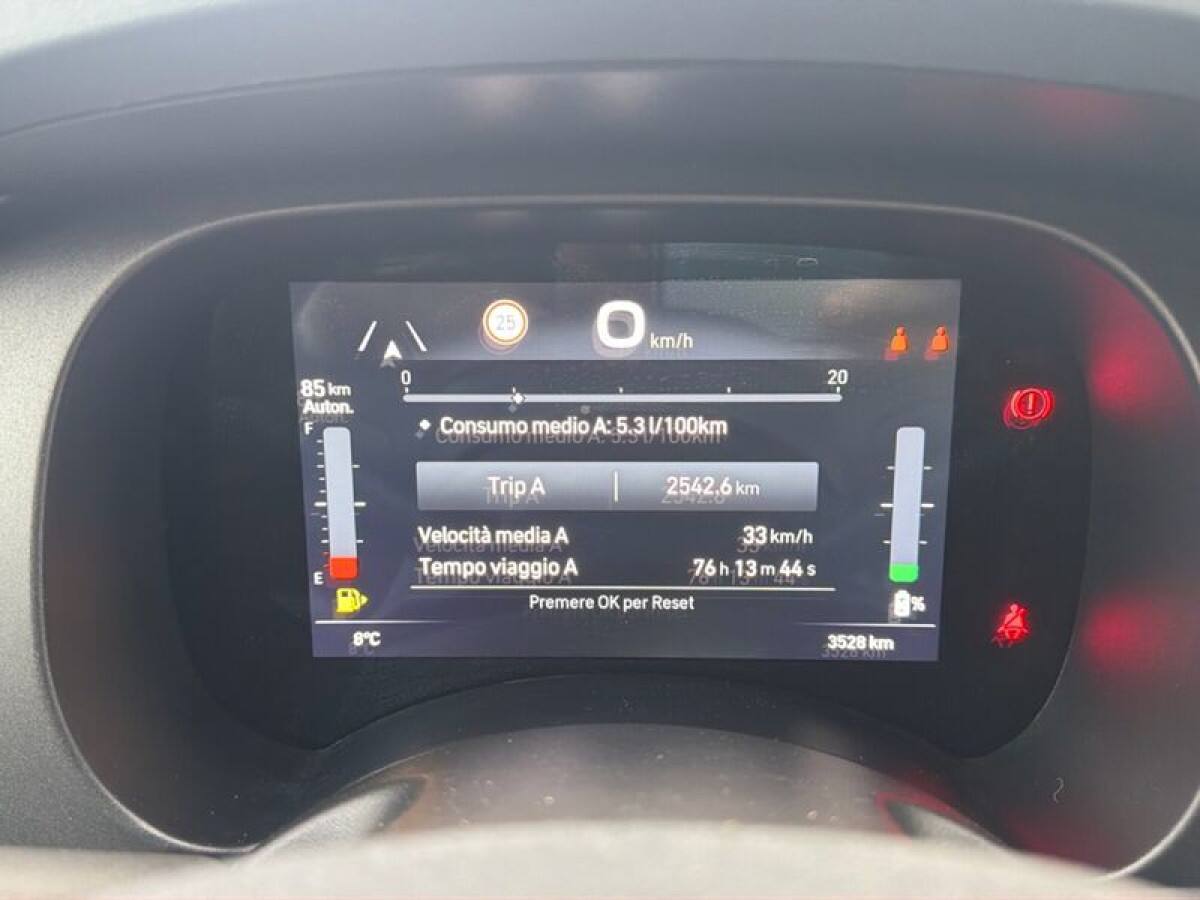 25
0 km/h
85 km
Auton.
0 20
Consumo medio A: 5.3 l/100km
F
Trip A 2542.6 km
Velocità media A 33 km/h
Tempo viaggio A 76 h 13 m 44 s
E
Premere OK per Reset
%
8°C 3528 km